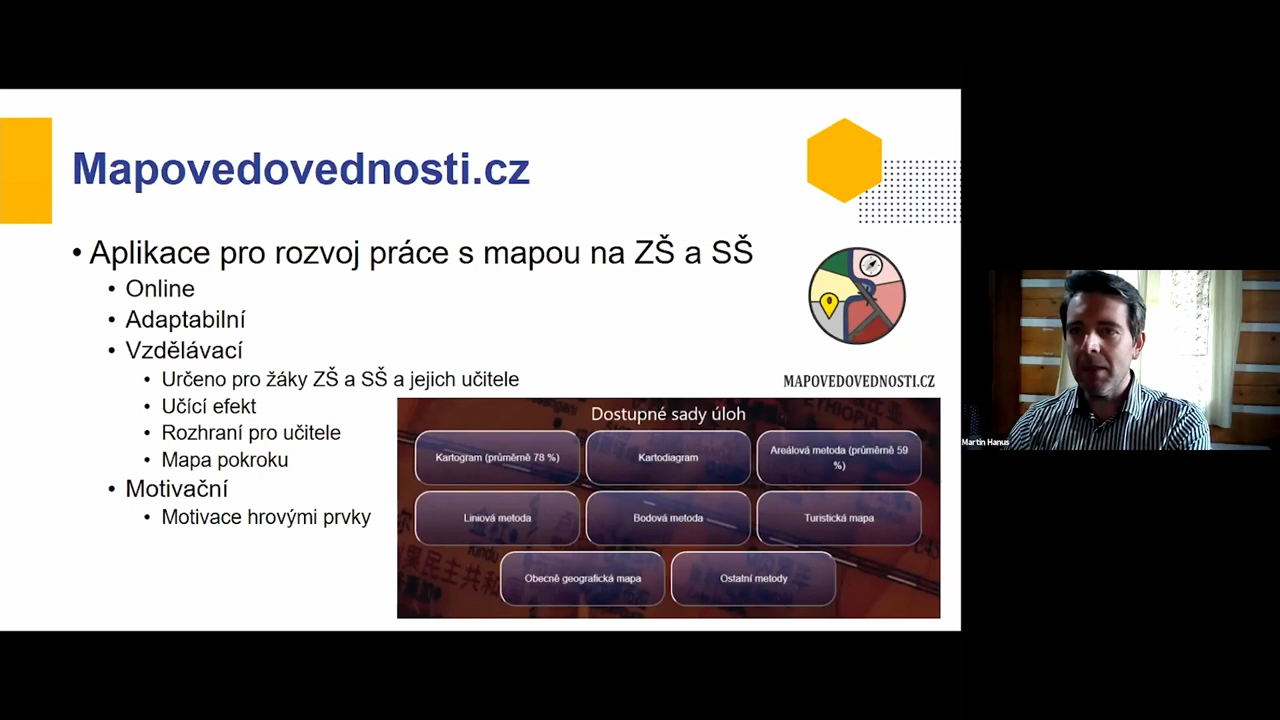 Mapovedovednosti.cz
• Aplikace pro rozvoj práce s mapou na ZŠ a SŠ
• Online
• Adaptabilní
• Vzdělávací
• Určeno pro žáky ZŠ a SŠ a jejich učitele
• Učící efekt
• Rozhraní pro učitele
• Mapa pokroku
• Motivační
• Motivace hrovými prvky
MAPOVEDOVEDNOSTI.CZ
Dostupné sady úloh
Kartogram (průměrně 78 %)
Kartodiagram
Areálová metoda (průměrně 59
%)
Liniová metoda
Bodová metoda
Turistická mapa
Obecně geografická mapa
Ostatní metody
Martin Hanus